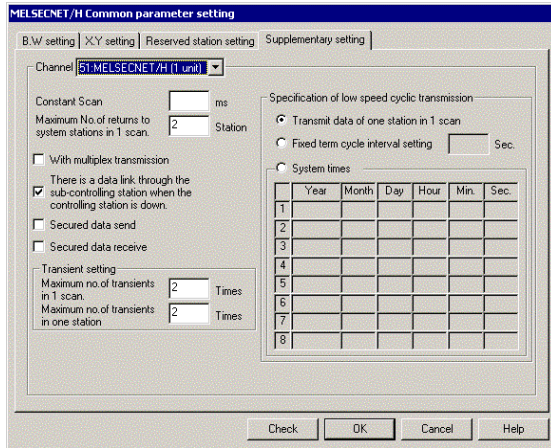 MELSECNET/H Common parameter setting
B.W setting X.Y setting Reserved station setting Supplementary setting
Channel 51:MELSECNET/H (1 unit)
Constant Scan ms
Maximum No.of returns to
system stations in 1 scan. 2 Station
With multiplex transmission
There is a data link through the
sub-controlling station when the
controlling station is down.
Secured data send
Secured data receive
Transient setting
Maximum no.of transients
in 1 scan. 2 Times
Maximum no.of transients
in one station 2 Times
Specification of low speed cyclic transmission
Transmit data of one station in 1 scan
Fixed term cycle interval setting Sec.
System times
Year Month Day Hour Min. Sec.
1
2
3
4
5
6
7
8
Check OK Cancel Help